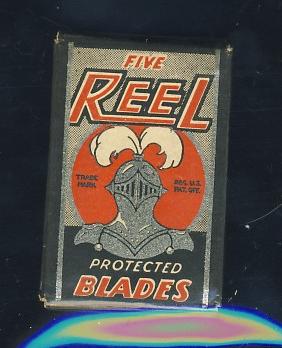 FIVE
REEL
TRADE MARK
REG. U.S. PAT. OFF.
PROTECTED
BLADES